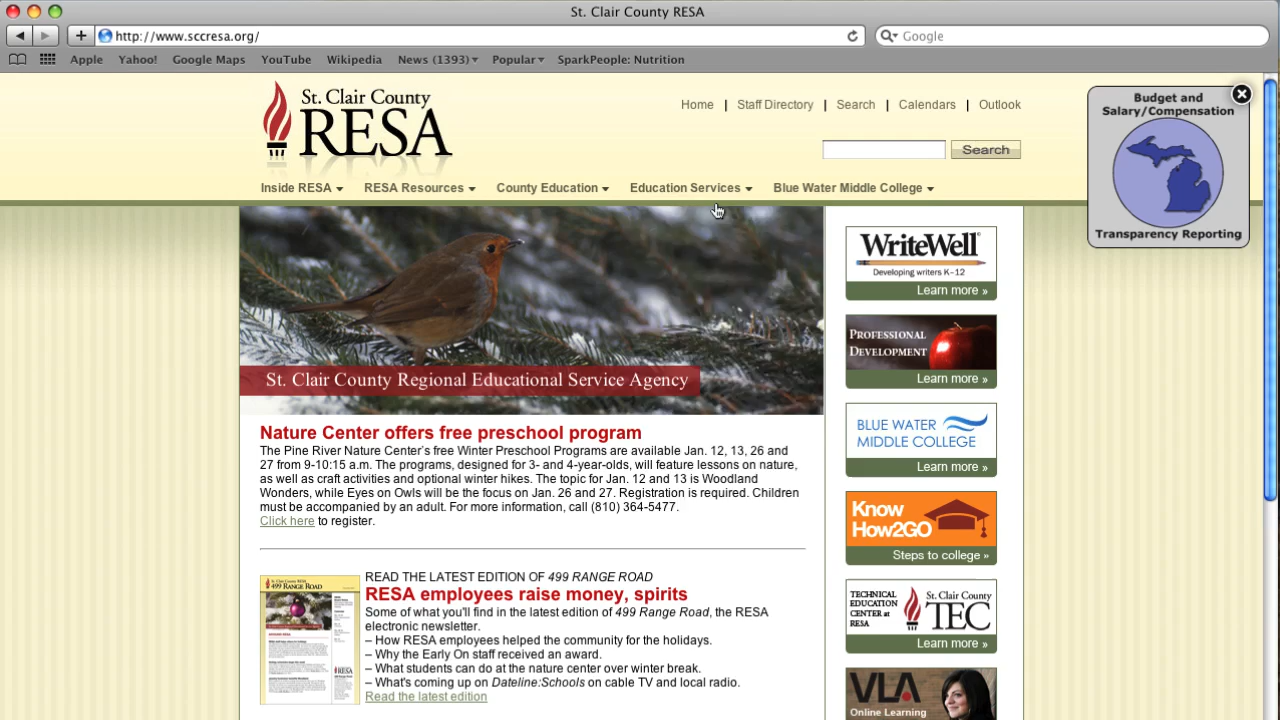 St. Clair County RESA
http://www.sccresa.org/
Google
Apple Yahoo! Google Maps YouTube Wikipedia News (1393) Popular SparkPeople: Nutrition
St. Clair County
RESA
Home | Staff Directory | Search | Calendars | Outlook
Search
Budget and
Salary/Compensation
Transparency Reporting
Inside RESA RESA Resources County Education Education Services Blue Water Middle College
St. Clair County Regional Educational Service Agency
Nature Center offers free preschool program
The Pine River Nature Center's free Winter Preschool Programs are available Jan. 12, 13, 26 and
27 from 9-10:15 a.m. The programs, designed for 3- and 4-year-olds, will feature lessons on nature,
as well as craft activities and optional winter hikes. The topic for Jan. 12 and 13 is Woodland
Wonders, while Eyes on Owls will be the focus on Jan. 26 and 27. Registration is required. Children
must be accompanied by an adult. For more information, call (810) 364-5477.
Click here to register.
St. Clair County RESA
499 RANGE ROAD
RESA
READ THE LATEST EDITION OF 499 RANGE ROAD
RESA employees raise money, spirits
Some of what you'll find in the latest edition of 499 Range Road, the RESA
electronic newsletter.
– How RESA employees helped the community for the holidays.
– Why the Early On staff received an award.
– What students can do at the nature center over winter break.
– What's coming up on Dateline:Schools on cable TV and local radio.
Read the latest edition
WriteWell
Developing writers K–12
Learn more »
PROFESSIONAL
DEVELOPMENT
Learn more »
BLUE WATER
MIDDLE COLLEGE
Learn more »
Know
How2GO
Steps to college »
TECHNICAL
EDUCATION
CENTER at
RESA
St. Clair County
TEC
Learn more »
VLA
Online Learning